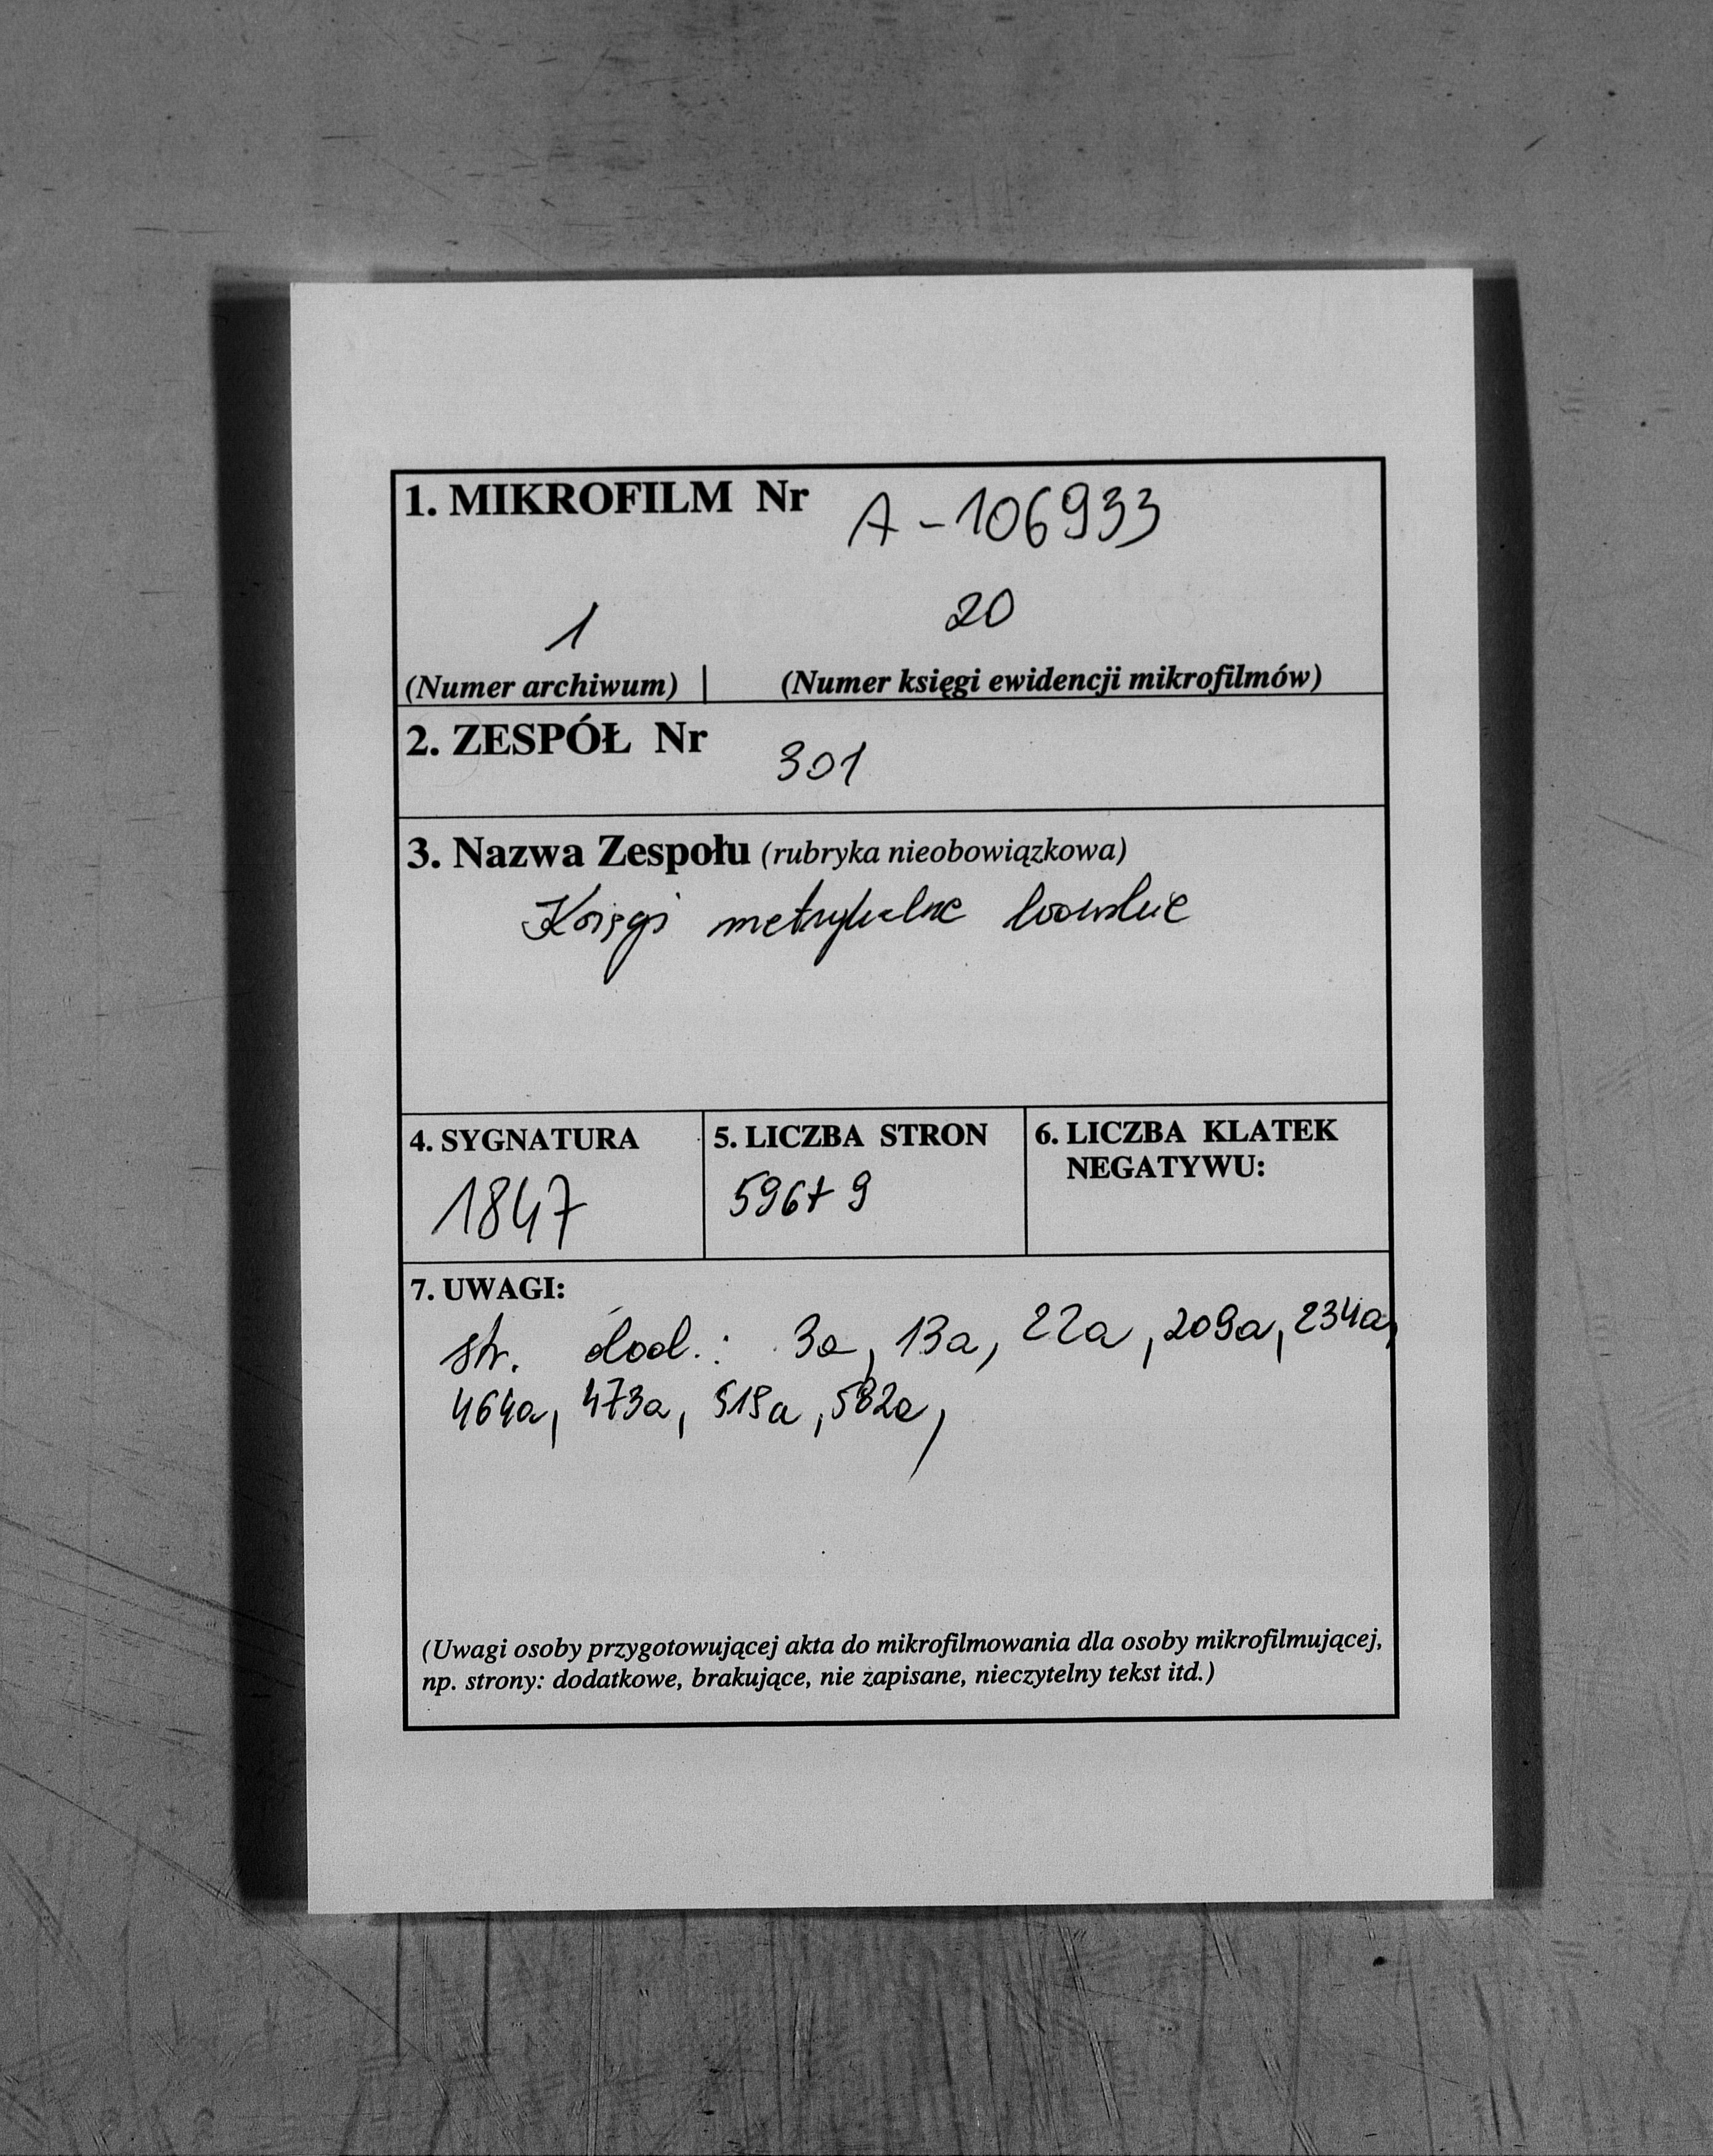 1. MIKROFILM Nr A-106933
1 20
(Numer archiwum) (Numer księgi ewidencji mikrofilmów)
2. ZESPÓŁ Nr 301
3. Nazwa Zespołu (rubryka nieobowiązkowa)
Księgi metrykalne lwowskie
4. SYGNATURA 5. LICZBA STRON 6. LICZBA KLATEK
NEGATYWU:
1847 596+9
7. UWAGI:
str. dod.: 3a, 13a, 22a, 209a, 234a,
464a, 473a, 519a, 582a,
(Uwagi osoby przygotowującej akta do mikrofilmowania dla osoby mikrofilmującej,
np. strony: dodatkowe, brakujące, nie zapisane, nieczytelny tekst itd.)